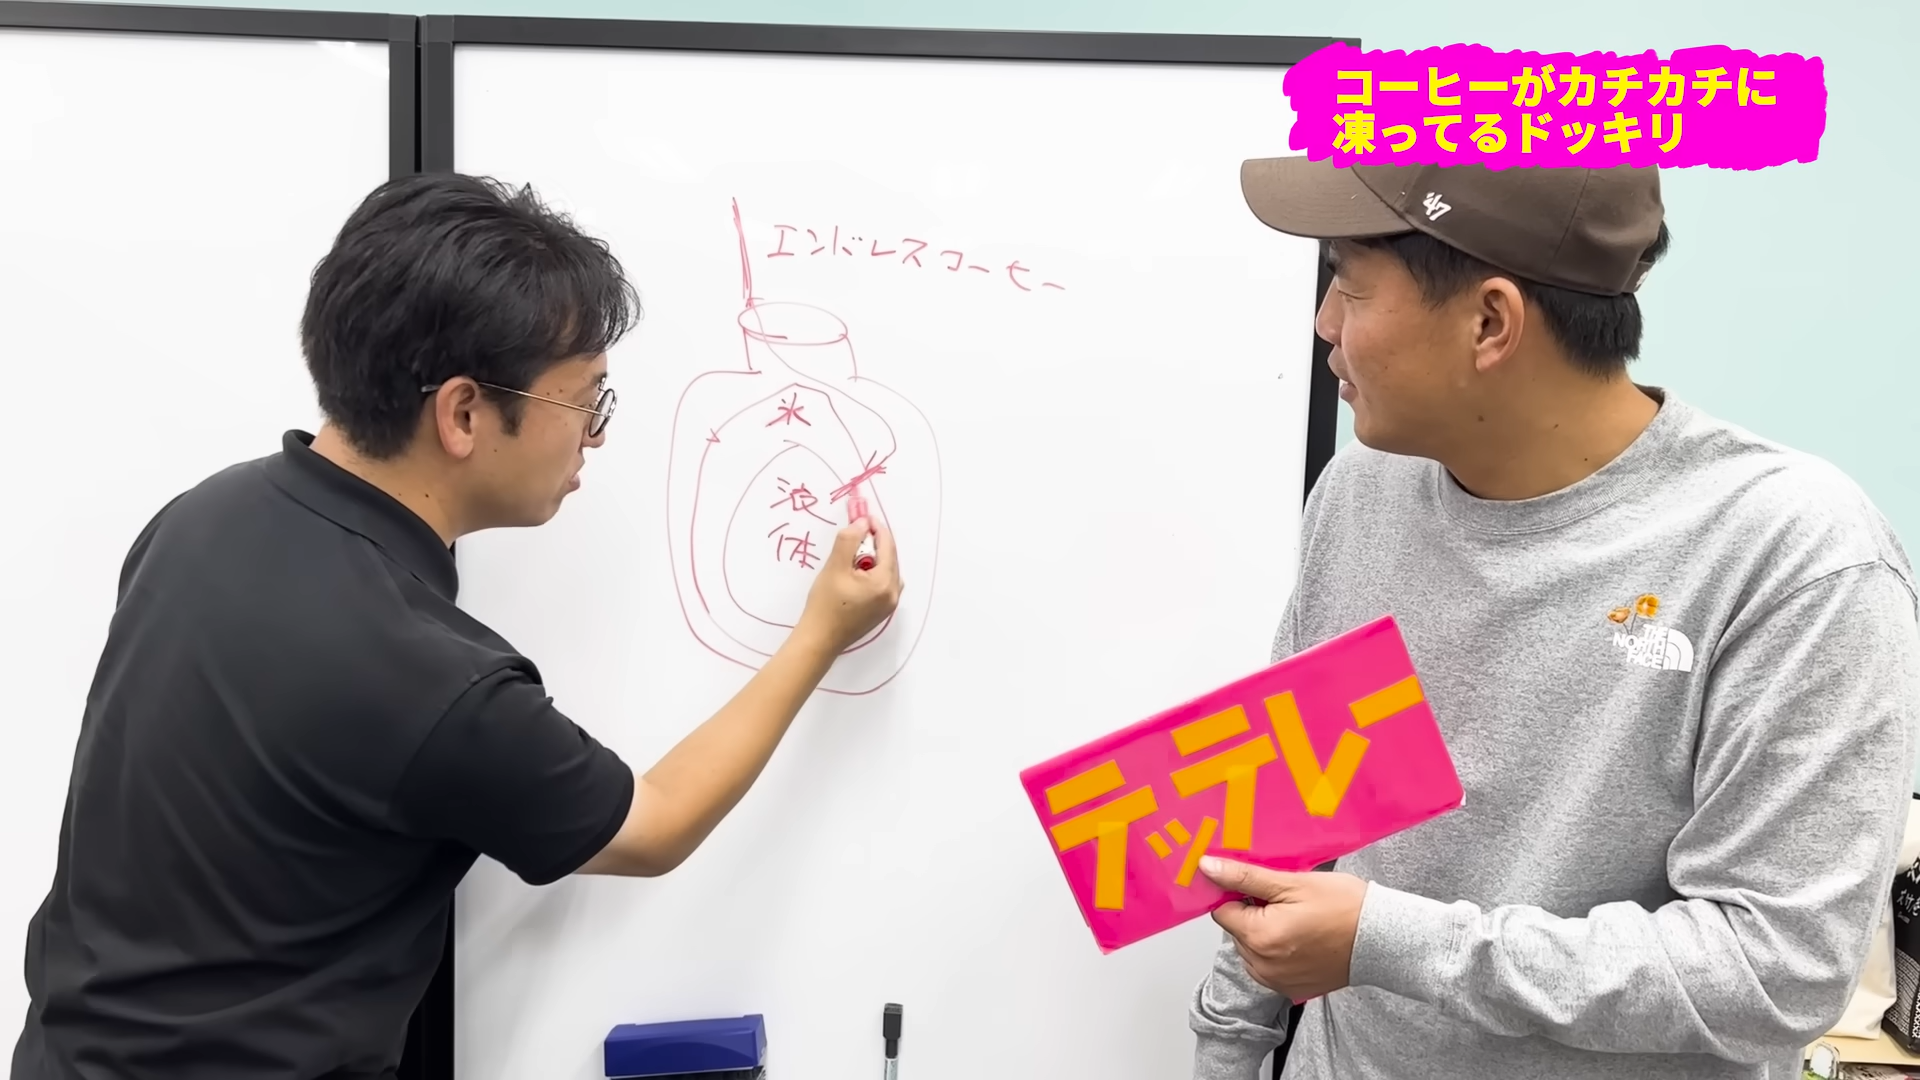 コーヒーがカチカチに
凍ってるドッキリ
エンドレスコーヒー
氷
液
体
47
THE
NORTH
FACE
テッテレー